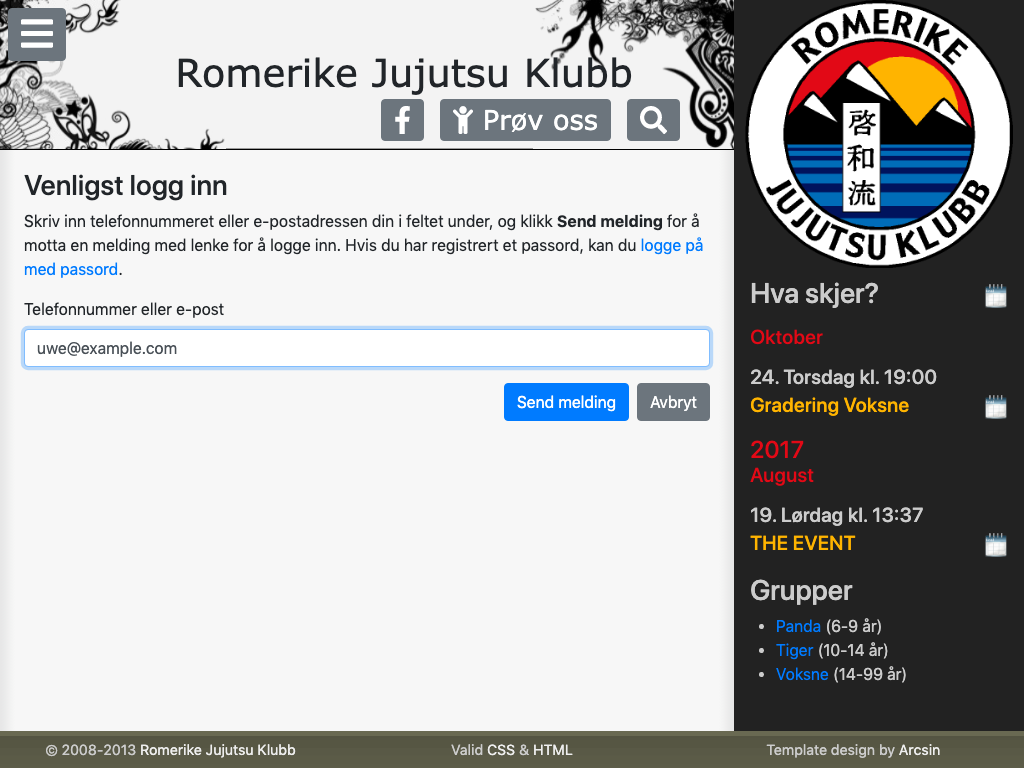 Romerike Jujutsu Klubb
Prøv oss
Venligst logg inn
Skriv inn telefonnummeret eller e-postadressen din i feltet under, og klikk Send melding for å
motta en melding med lenke for å logge inn. Hvis du har registrert et passord, kan du logge på
med passord.
Telefonnummer eller e-post
uwe@example.com
Send melding
Avbryt
ROMERIKE
啓和流
JUJUTSU KLUBB
Hva skjer?
Oktober
24. Torsdag kl. 19:00
Gradering Voksne
2017
August
19. Lørdag kl. 13:37
THE EVENT
Grupper
Panda (6-9 år)
Tiger (10-14 år)
Voksne (14-99 år)
© 2008-2013 Romerike Jujutsu Klubb
Valid CSS & HTML
Template design by Arcsin